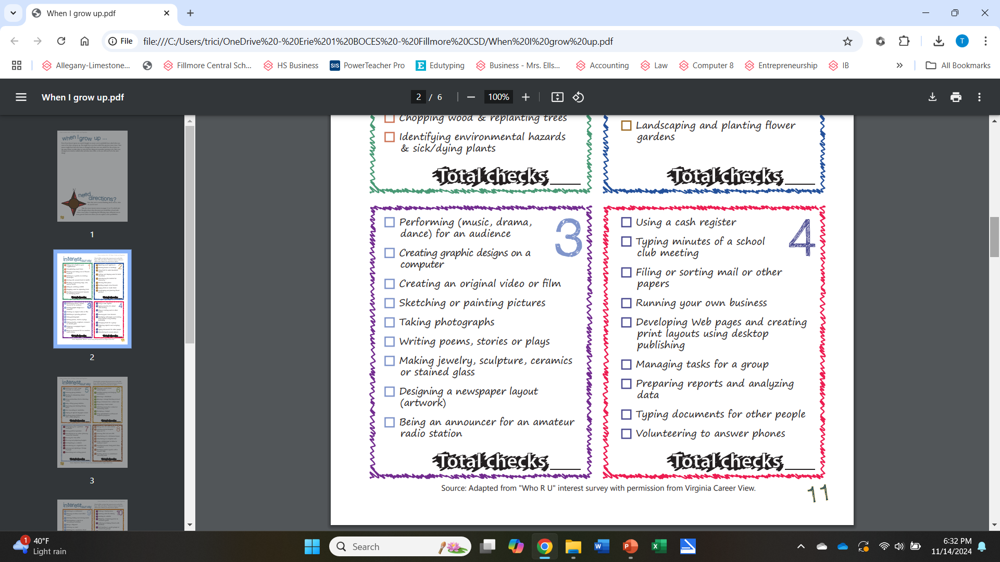 When I grow up.pdf
File
file:///C:/Users/trici/OneDrive%20-%20Erie%201%20BOCES%20-%20Fillmore%20CSD/When%20I%20grow%20up.pdf
T
Allegany-Limestone...
Fillmore Central Sch...
HS Business
SIS
PowerTeacher Pro
E
Edutyping
Business - Mrs. Ells...
Accounting
Law
Computer 8
Entrepreneurship
IB
All Bookmarks
When I grow up.pdf
2 / 6
100%
when I grow up ...
need directions?
1
interest survey
2
interest survey
3
interest survey
Chopping wood & replanting trees
Identifying environmental hazards
& sick/dying plants
Total checks
Landscaping and planting flower
gardens
Total checks
3
Performing (music, drama,
dance) for an audience
Creating graphic designs on a
computer
Creating an original video or film
Sketching or painting pictures
Taking photographs
Writing poems, stories or plays
Making jewelry, sculpture, ceramics
or stained glass
Designing a newspaper layout
(artwork)
Being an announcer for an amateur
radio station
Total checks
4
Using a cash register
Typing minutes of a school
club meeting
Filing or sorting mail or other
papers
Running your own business
Developing Web pages and creating
print layouts using desktop
publishing
Managing tasks for a group
Preparing reports and analyzing
data
Typing documents for other people
Volunteering to answer phones
Total checks
Source: Adapted from "Who R U" interest survey with permission from Virginia Career View.
11
1
40°F
Light rain
Search
6:32 PM
11/14/2024